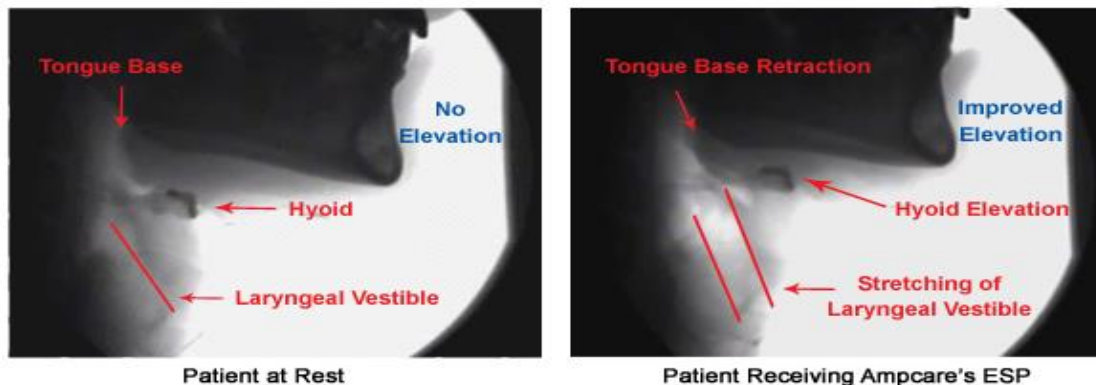 Tongue Base
No
Elevation
Hyoid
Laryngeal Vestible
Patient at Rest
Tongue Base Retraction
Improved
Elevation
Hyoid Elevation
Stretching of
Laryngeal Vestible
Patient Receiving Ampcare's ESP